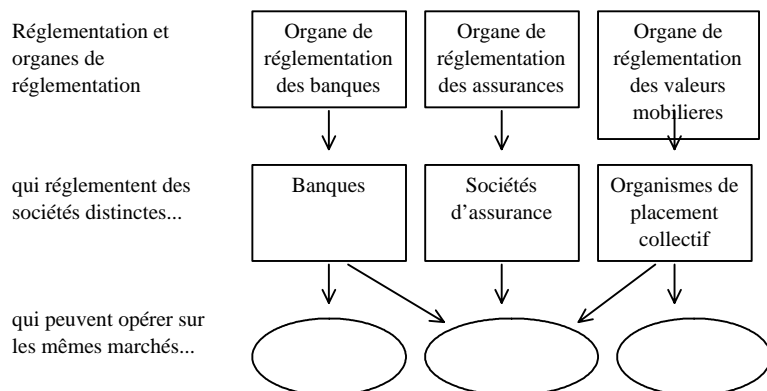 Réglementation et
organes de
réglementation
Organe de
réglementation
des banques
Organe de
réglementation
des assurances
Organe de
réglementation
des valeurs
mobilieres
qui réglementent des
sociétés distinctes...
Banques
Sociétés
d’assurance
Organismes de
placement
collectif
qui peuvent opérer sur
les mêmes marchés...